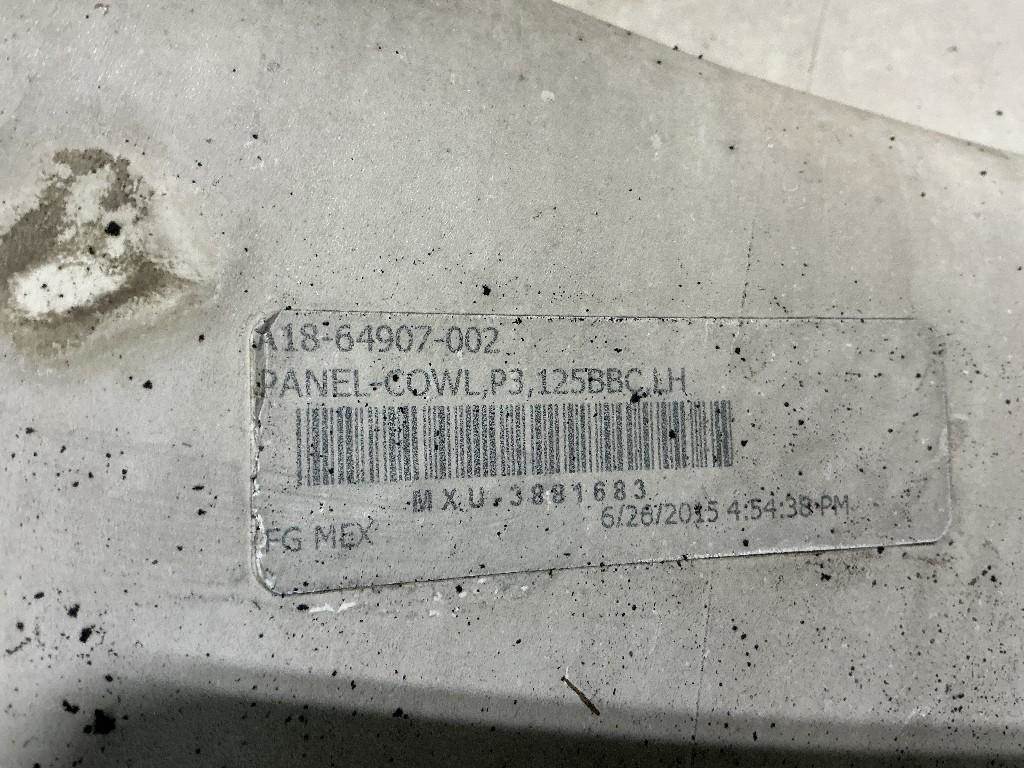 A18-64907-002
PANEL-COWL,P3,125BBC,LH
MXU.3881683
6/26/2015 4:54:38 PM
FG MEX